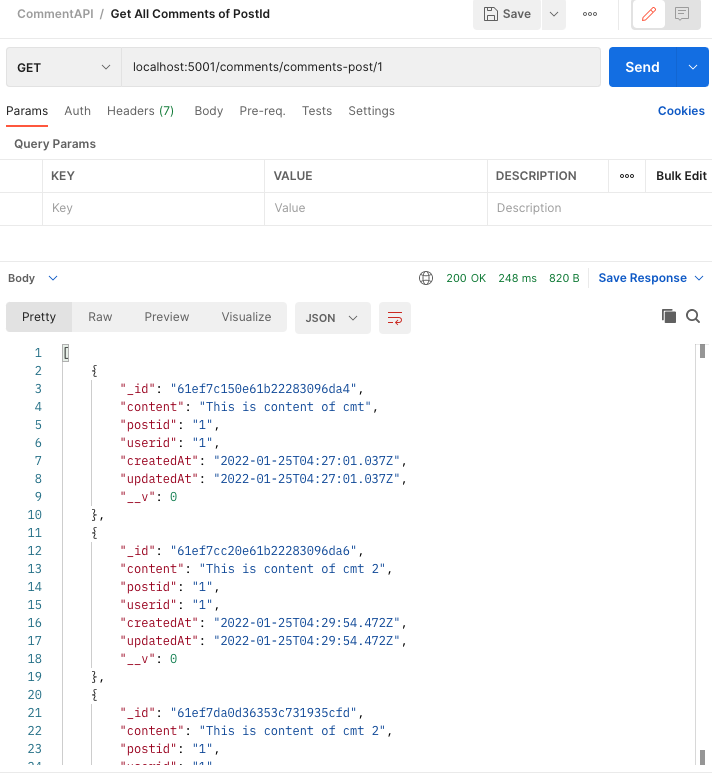 CommentAPI / Get All Comments of PostId
Save
GET localhost:5001/comments/comments-post/1 Send
Params Auth Headers (7) Body Pre-req. Tests Settings Cookies
Query Params
KEY VALUE DESCRIPTION Bulk Edit
Key Value Description
Body 200 OK 248 ms 820 B Save Response
Pretty Raw Preview Visualize JSON
1 [
2 {
3 "_id": "61ef7c150e61b22283096da4",
4 "content": "This is content of cmt",
5 "postid": "1",
6 "userid": "1",
7 "createdAt": "2022-01-25T04:27:01.037Z",
8 "updatedAt": "2022-01-25T04:27:01.037Z",
9 "__v": 0
10 },
11 {
12 "_id": "61ef7cc20e61b22283096da6",
13 "content": "This is content of cmt 2",
14 "postid": "1",
15 "userid": "1",
16 "createdAt": "2022-01-25T04:29:54.472Z",
17 "updatedAt": "2022-01-25T04:29:54.472Z",
18 "__v": 0
19 },
20 {
21 "_id": "61ef7da0d36353c731935cfd",
22 "content": "This is content of cmt 2",
23 "postid": "1",
24 "userid": "1"